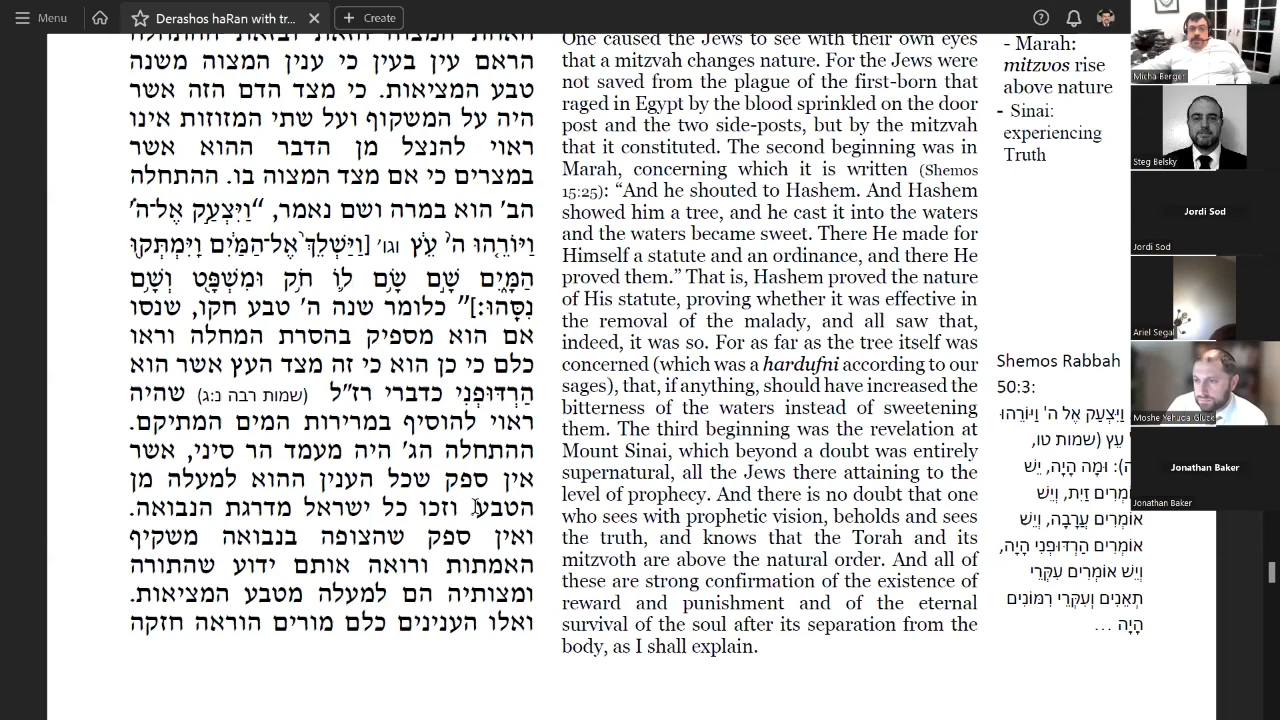 Menu
Derashos haRan with tr...
Create
האחת המצוה הזאת ובזאת ההתחלה
הראם עין בעין כי ענין המצוה משנה
טבע המציאות. כי מצד הדם הזה אשר
היה על המשקוף ועל שתי המזוזות אינו
ראוי להנצל מן הדבר ההוא אשר
במצרים כי אם מצד המצוה בו. ההתחלה
הב' הוא במרה ושם נאמר, "וַיִּצְעַ֣ק אֶל־ה'
וַיּוֹרֵ֤הוּ ה' עֵ֔ץ וגו' [וַיַּשְׁלֵךְ֙ אֶל־הַמַּ֔יִם וַֽיִּמְתְּק֖וּ
הַמָּ֑יִם שָׁ֣ם שָׂ֥ם ל֛וֹ חֹ֥ק וּמִשְׁפָּ֖ט וְשָׁ֥ם
נִסָּֽהוּ׃]" כלומר שנה ה' טבע חקו, שנסו
אם הוא מספיק בהסרת המחלה וראו
כלם כי כן הוא כי זה מצד העץ אשר הוא
הַרְדּוּפְנִי כדברי רז"ל (שמות רבה נ:ג) שהיה
ראוי להוסיף במרירות המים המתיקם.
ההתחלה הג' היה מעמד הר סיני, אשר
אין ספק שכל הענין ההוא למעלה מן
הטבע וזכו כל ישראל מדרגת הנבואה.
ואין ספק שהצופה בנבואה משקיף
האמתות ורואה אותם ידוע שהתורה
ומצותיה הם למעלה מטבע המציאות.
ואלו הענינים כלם מורים הוראה חזקה
One caused the Jews to see with their own eyes
that a mitzvah changes nature. For the Jews were
not saved from the plague of the first-born that
raged in Egypt by the blood sprinkled on the door
post and the two side-posts, but by the mitzvah
that it constituted. The second beginning was in
Marah, concerning which it is written (Shemos
15:25): “And he shouted to Hashem. And Hashem
showed him a tree, and he cast it into the waters
and the waters became sweet. There He made for
Himself a statute and an ordinance, and there He
proved them.” That is, Hashem proved the nature
of His statute, proving whether it was effective in
the removal of the malady, and all saw that,
indeed, it was so. For as far as the tree itself was
concerned (which was a hardufni according to our
sages), that, if anything, should have increased the
bitterness of the waters instead of sweetening
them. The third beginning was the revelation at
Mount Sinai, which beyond a doubt was entirely
supernatural, all the Jews there attaining to the
level of prophecy. And there is no doubt that one
who sees with prophetic vision, beholds and sees
the truth, and knows that the Torah and its
mitzvoth are above the natural order. And all of
these are strong confirmation of the existence of
reward and punishment and of the eternal
survival of the soul after its separation from the
body, as I shall explain.
- Marah:
mitzvos rise
above nature
- Sinai:
experiencing
Truth
Shemos Rabbah
50:3:
וַיִּצְעַק אֶל ה' וַיּוֹרֵהוּ
עֵץ (שמות טו,
): וּמָה הָיָה, יֵשׁ
אוֹמְרִים זַיִת, וְיֵשׁ
אוֹמְרִים עֲרָבָה, וְיֵשׁ
אוֹמְרִים הַרְדּוּפְנִי הָיָה,
וְיֵשׁ אוֹמְרִים עִקְּרֵי
תְאֵנִים וְעִקְּרֵי רִמּוֹנִים
הָיָה ...
Micha Berger
Steg Belsky
Jordi Sod
Jordi Sod
Ariel Segal
Moshe Yehuda Gluck
Jonathan Baker
Jonathan Baker